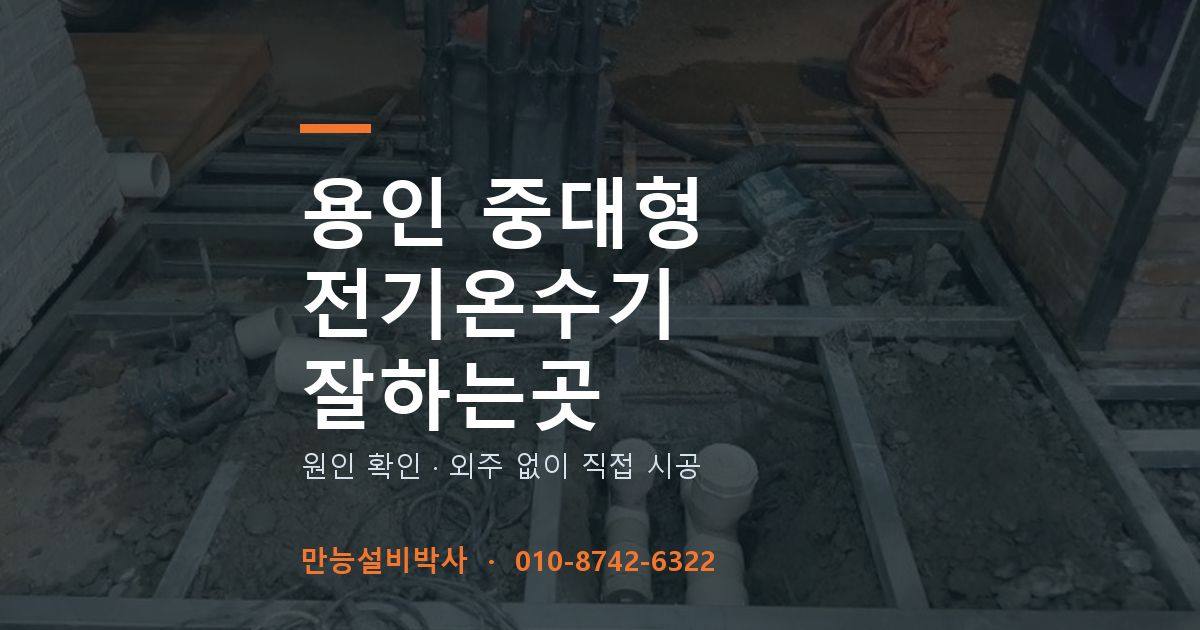 용인 중대형
전기온수기
잘하는곳
원인 확인 · 외주 없이 직접 시공
만능설비박사 · 010-8742-6322